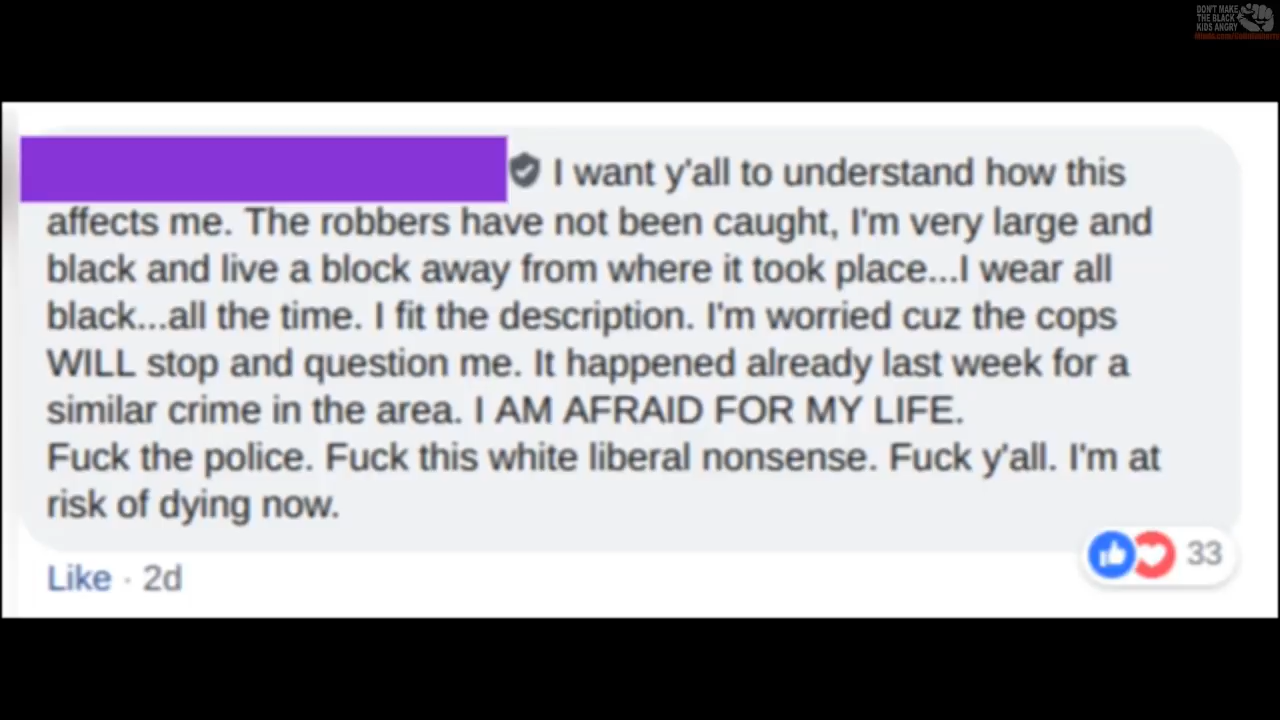 DON'T MAKE
THE BLACK
KIDS ANGRY
I want y'all to understand how this
affects me. The robbers have not been caught, I'm very large and
black and live a block away from where it took place...I wear all
black...all the time. I fit the description. I'm worried cuz the cops
WILL stop and question me. It happened already last week for a
similar crime in the area. I AM AFRAID FOR MY LIFE.
Fuck the police. Fuck this white liberal nonsense. Fuck y'all. I'm at
risk of dying now.
33
Like · 2d